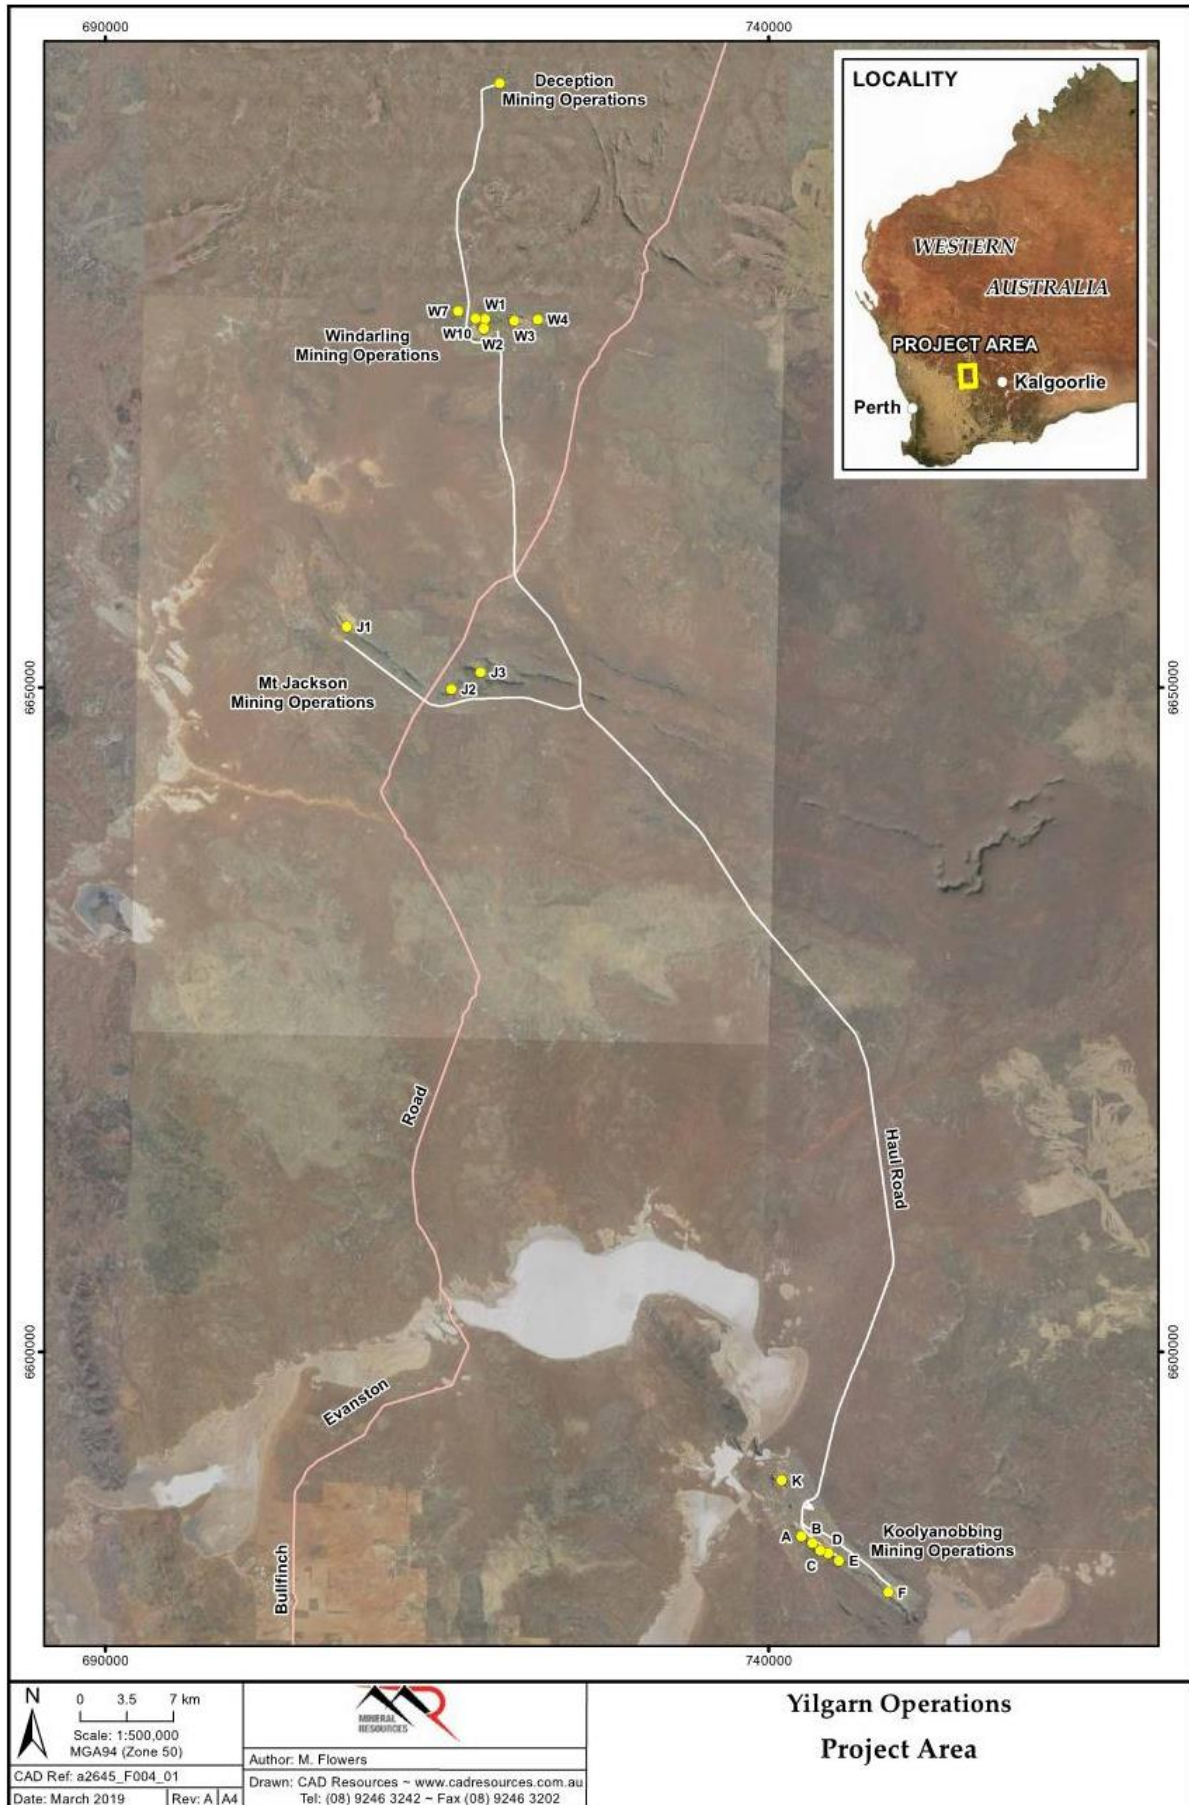 690000
740000
Deception
Mining Operations
LOCALITY
WESTERN
AUSTRALIA
PROJECT AREA
Kalgoorlie
Perth
W7
W1
W4
W10
W3
W2
Windarling
Mining Operations
J1
J3
J2
Mt Jackson
Mining Operations
6650000
6650000
Road
Haul Road
6600000
6600000
Evanston
K
A
B
D
C
E
F
Koolyanobbing
Mining Operations
Bullfinch
690000
740000
N
0 3.5 7 km
Scale: 1:500,000
MGA94 (Zone 50)
CAD Ref: a2645_F004_01
Date: March 2019
Rev: A
A4
MINERAL
RESOURCES
Author: M. Flowers
Drawn: CAD Resources ~ www.cadresources.com.au
Tel: (08) 9246 3242 ~ Fax (08) 9246 3202
Yilgarn Operations
Project Area